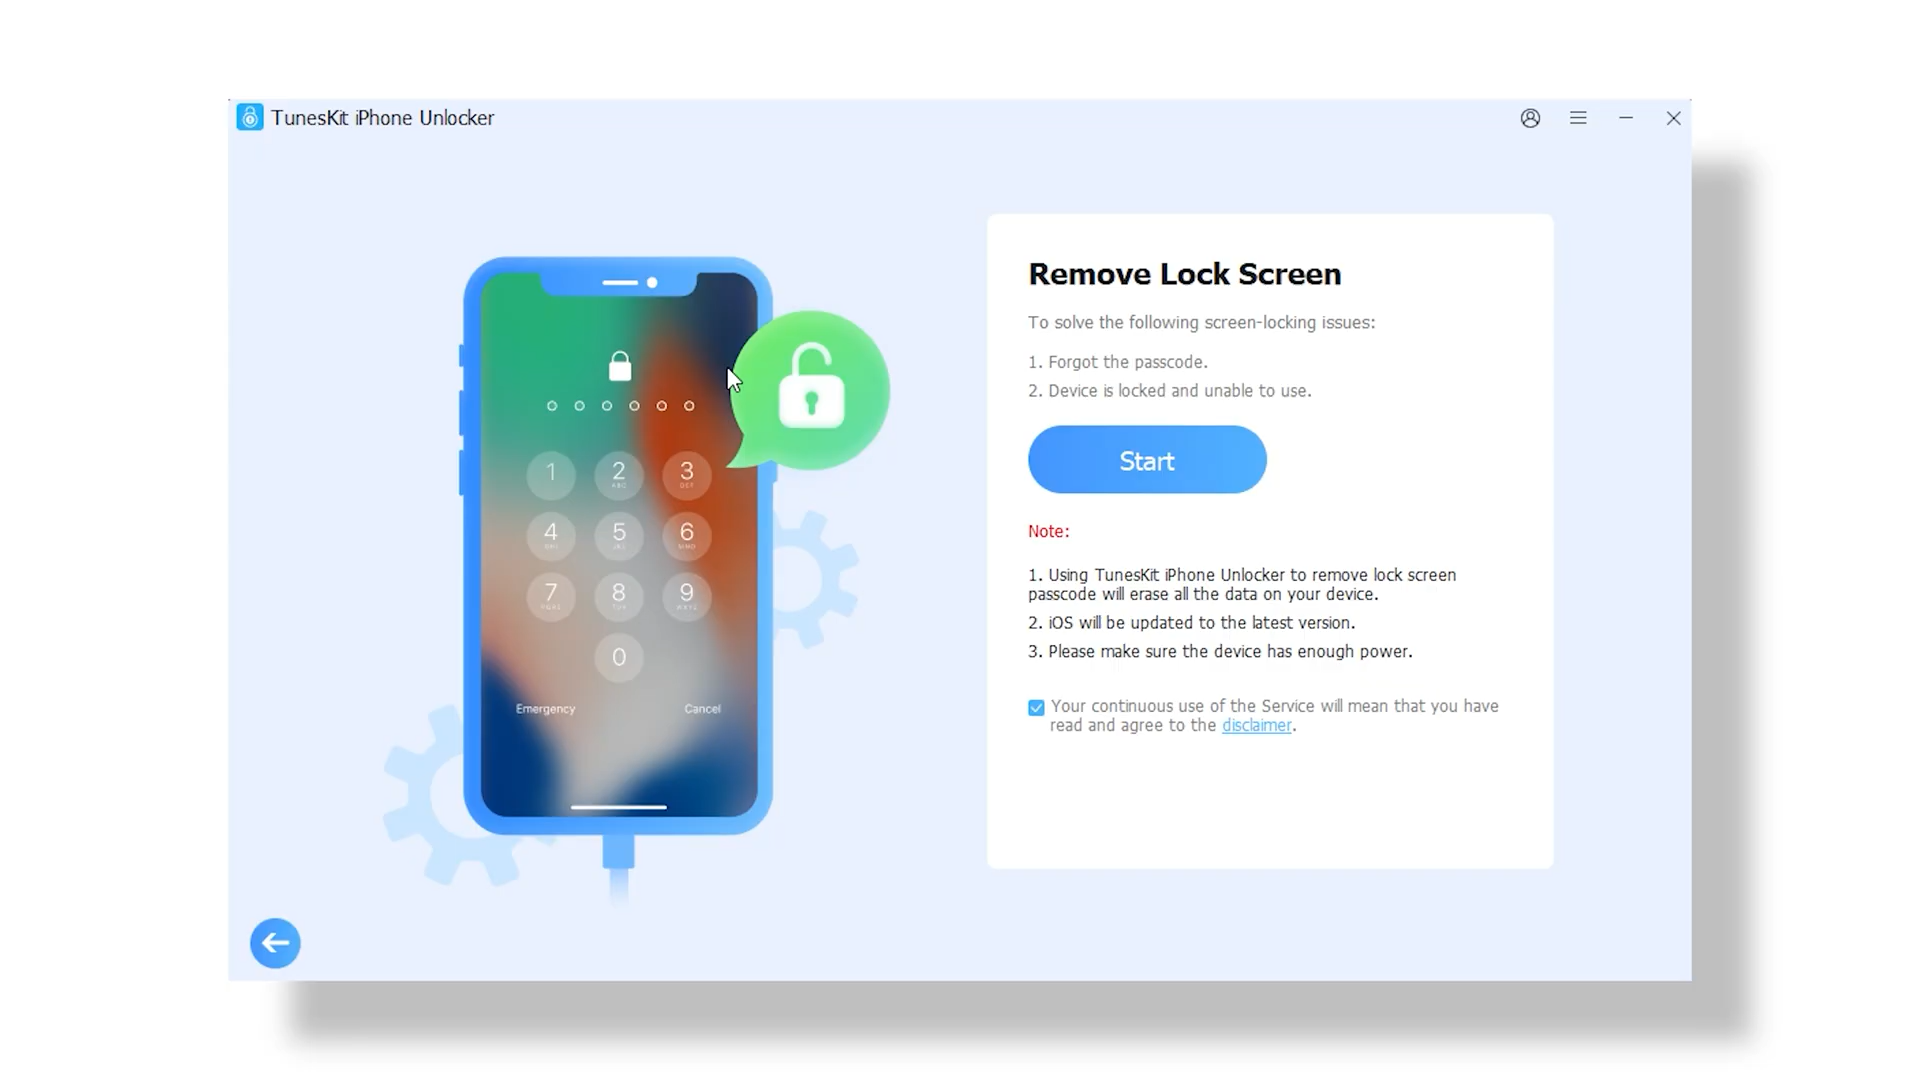 TunesKit iPhone Unlocker
Remove Lock Screen
To solve the following screen-locking issues:
1. Forgot the passcode.
2. Device is locked and unable to use.
Start
Note:
1. Using TunesKit iPhone Unlocker to remove lock screen
passcode will erase all the data on your device.
2. iOS will be updated to the latest version.
3. Please make sure the device has enough power.
Your continuous use of the Service will mean that you have
read and agree to the disclaimer.
1 2 3
ABC
4 5 6
7 8 9
0
Emergency Cancel